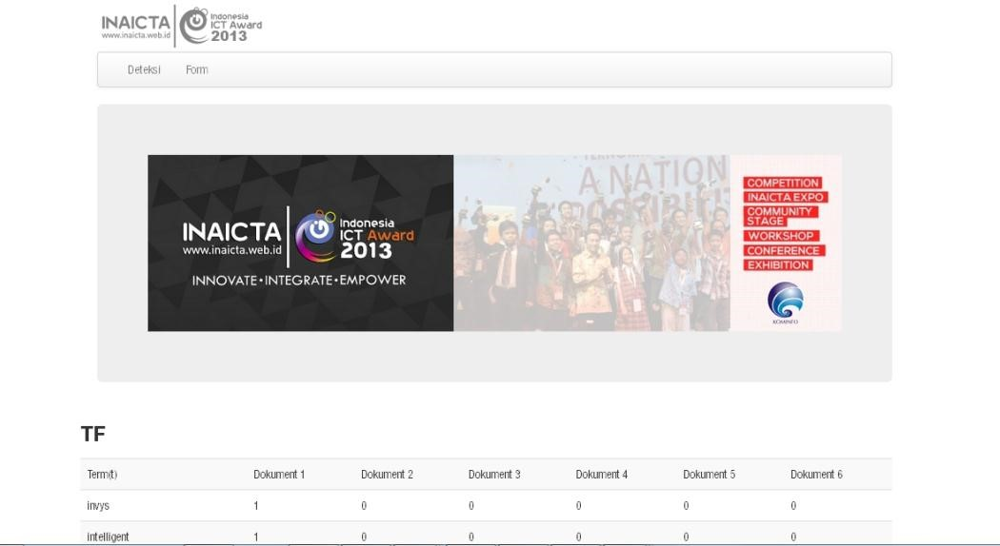 INAICTA
www.inaicta.web.id
Indonesia
ICT Award
2013
Deteksi Form
INAICTA
www.inaicta.web.id
Indonesia
ICT Award
2013
INNOVATE•INTEGRATE•EMPOWER
A NATION
COMPETITION
INAICTA EXPO
COMMUNITY
STAGE
WORKSHOP
CONFERENCE
EXHIBITION
KOMINFO
TF
Term(t) Dokument 1 Dokument 2 Dokument 3 Dokument 4 Dokument 5 Dokument 6
invys 1 0 0 0 0 0
intelligent 1 0 0 0 0 0